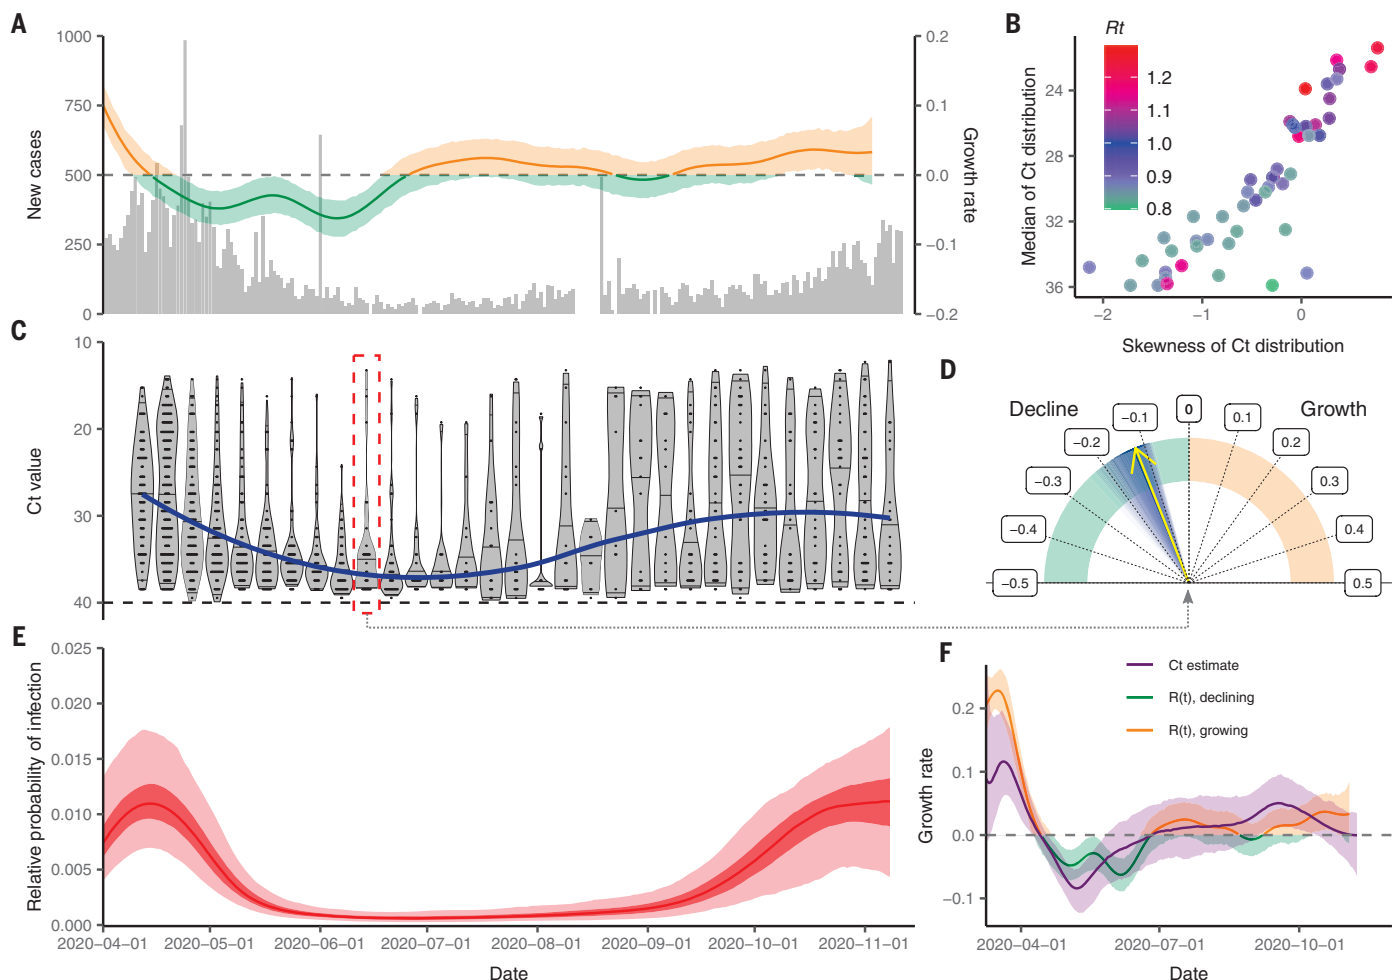 A
1000
750
500
250
0
New cases
0.2
0.1
0.0
−0.1
−0.2
Growth rate
B
Rt
1.2
1.1
1.0
0.9
0.8
24
28
32
36
Median of Ct distribution
−2
−1
0
Skewness of Ct distribution
C
10
20
30
40
Ct value
D
Decline
Growth
−0.5
−0.4
−0.3
−0.2
−0.1
0
0.1
0.2
0.3
0.4
0.5
E
0.025
0.020
0.015
0.010
0.005
0.000
Relative probability of infection
2020−04−01
2020−05−01
2020−06−01
2020−07−01
2020−08−01
2020−09−01
2020−10−01
2020−11−01
Date
F
Ct estimate
R(t), declining
R(t), growing
0.2
0.1
0.0
−0.1
Growth rate
2020−04−01
2020−07−01
2020−10−01
Date